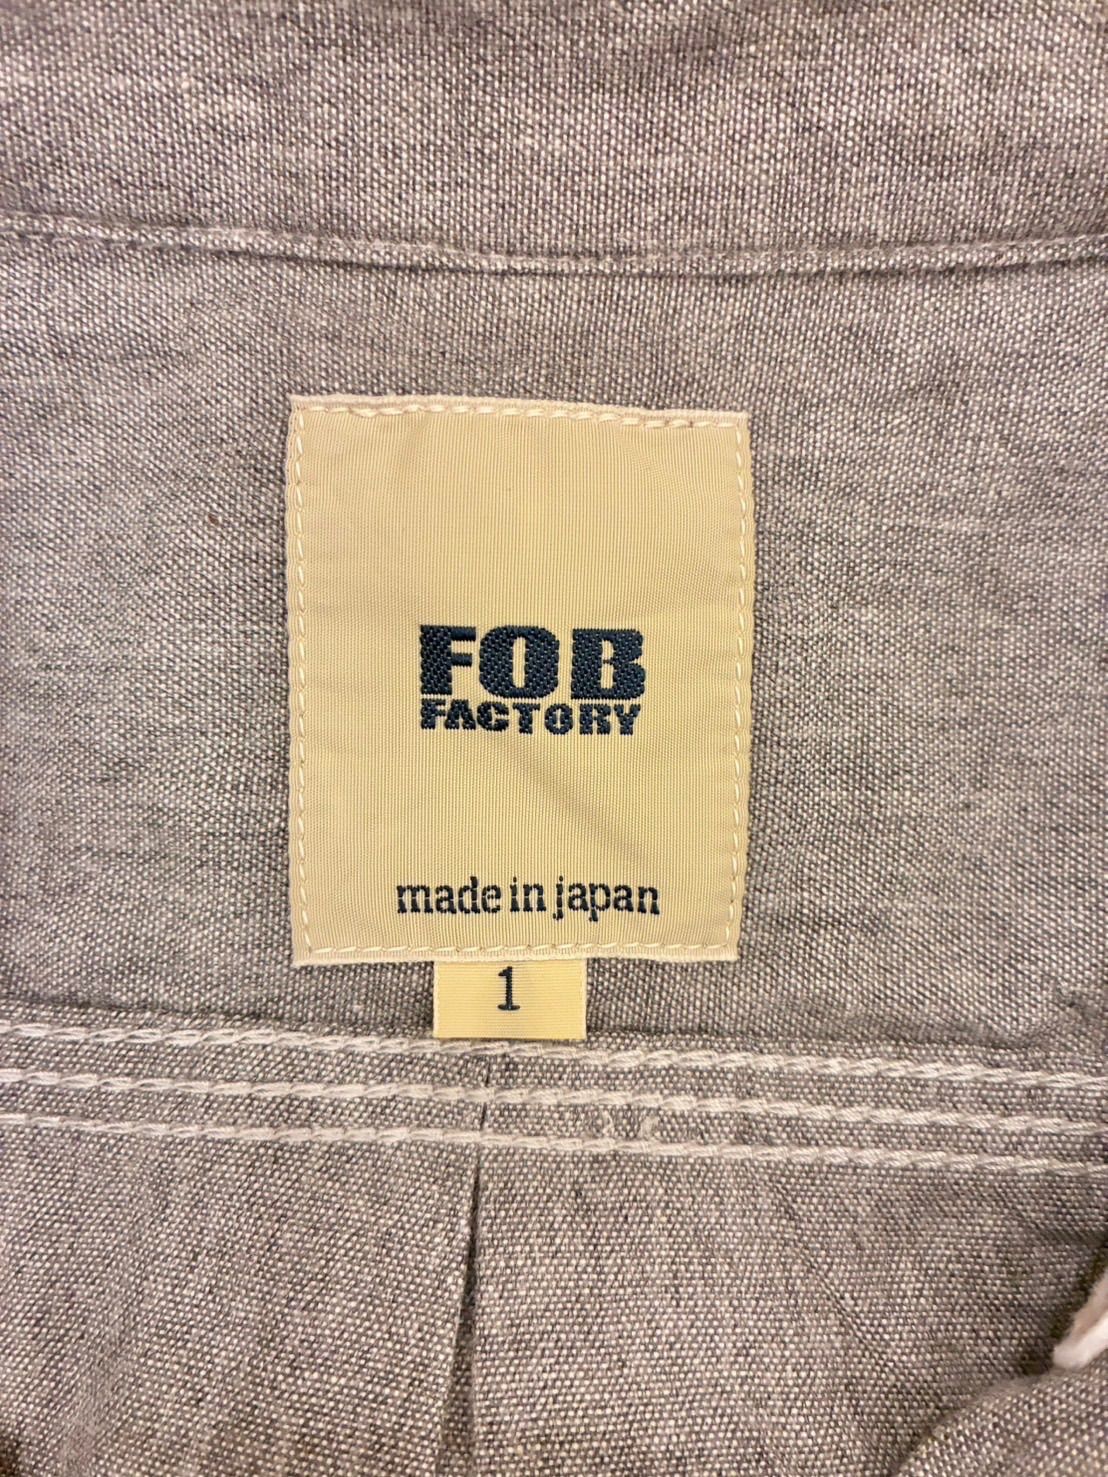 FOB
FACTORY
made in japan
1